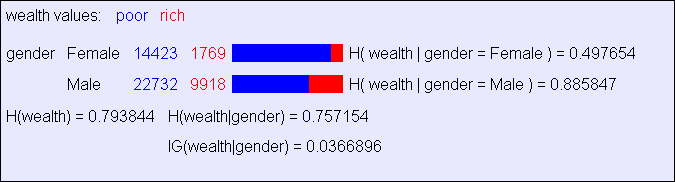 wealth values: poor rich
gender Female 14423 1769 H( wealth | gender = Female ) = 0.497654
Male 22732 9918 H( wealth | gender = Male ) = 0.885847
H(wealth) = 0.793844 H(wealth|gender) = 0.757154
IG(wealth|gender) = 0.0366896